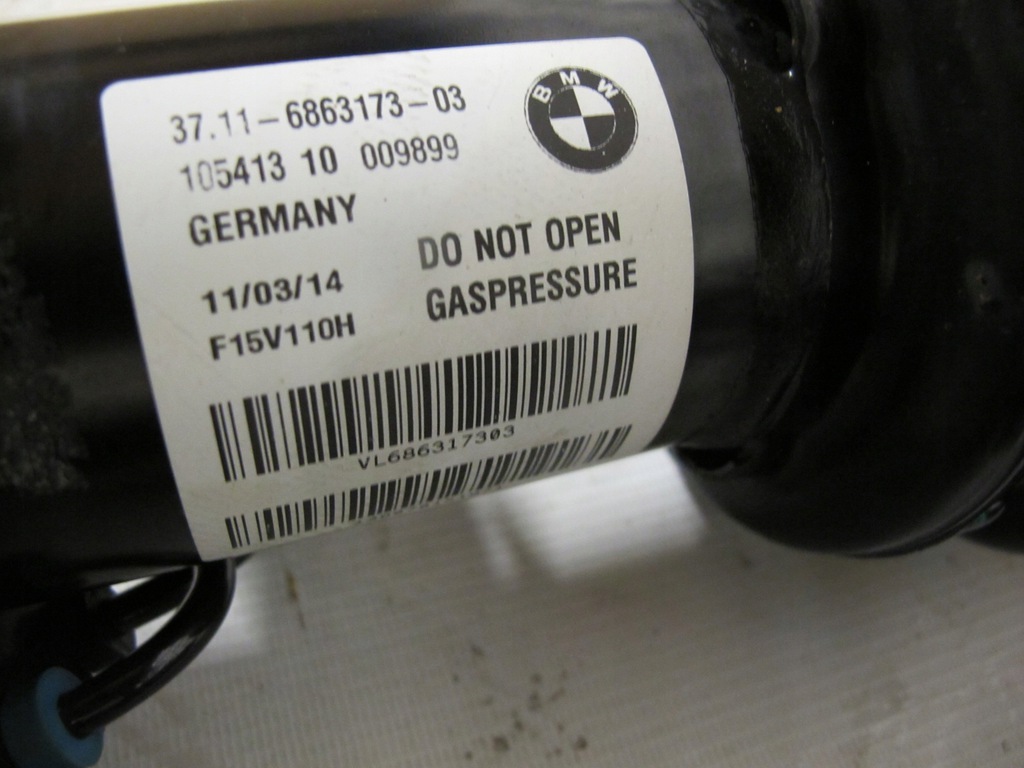 37.11-6863173-03
BMW
105413 10 009899
GERMANY
DO NOT OPEN
11/03/14
GASPRESSURE
F15V110H
VL686317303